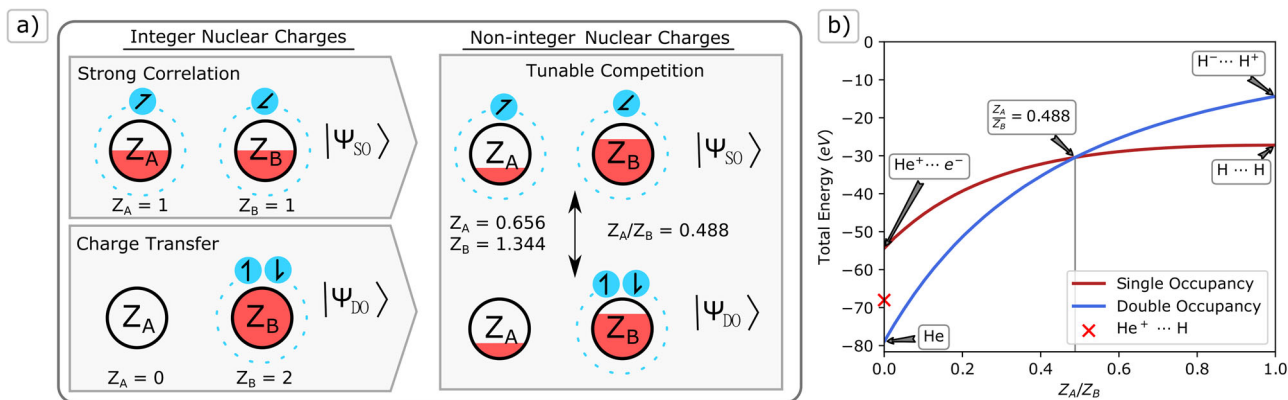 a)
Integer Nuclear Charges
Strong Correlation
Z_A
Z_B
|Ψ_SO⟩
Z_A = 1
Z_B = 1
Charge Transfer
Z_A
Z_B
|Ψ_DO⟩
Z_A = 0
Z_B = 2
Non-integer Nuclear Charges
Tunable Competition
Z_A
Z_B
|Ψ_SO⟩
Z_A = 0.656
Z_B = 1.344
Z_A/Z_B = 0.488
Z_A
Z_B
|Ψ_DO⟩
b)
Total Energy (eV)
0
−10
−20
−30
−40
−50
−60
−70
−80
H⁻··· H⁺
Z_A/Z_B = 0.488
He⁺··· e⁻
H ··· H
He
Single Occupancy
Double Occupancy
He⁺ ··· H
0.0 0.2 0.4 0.6 0.8 1.0
Z_A/Z_B